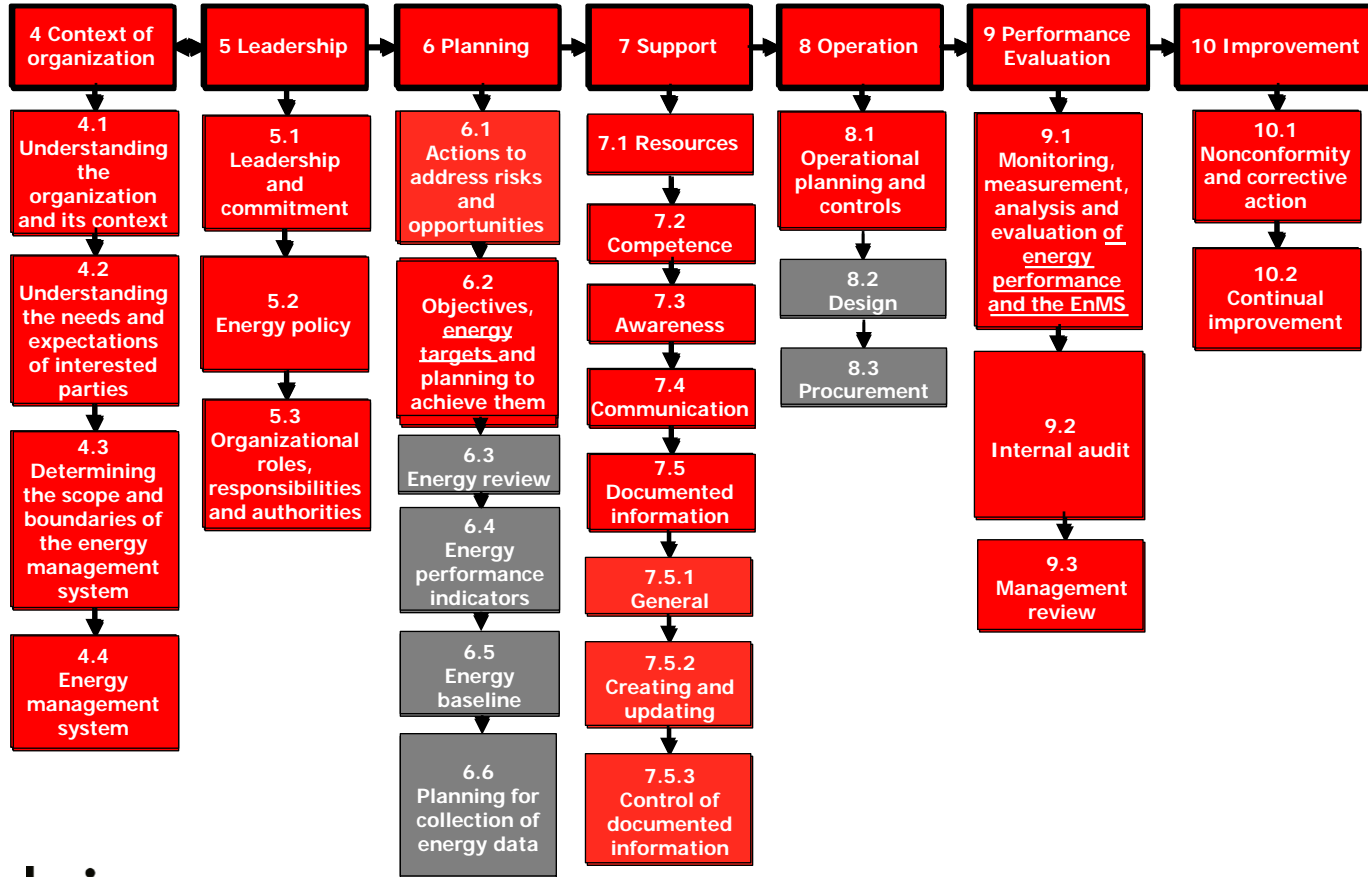 4 Context of
organization
5 Leadership
6 Planning
7 Support
8 Operation
9 Performance
Evaluation
10 Improvement
4.1
Understanding
the
organization
and its context
4.2
Understanding
the needs and
expectations
of interested
parties
4.3
Determining
the scope and
boundaries of
the energy
management
system
4.4
Energy
management
system
5.1
Leadership
and
commitment
5.2
Energy policy
5.3
Organizational
roles,
responsibilities
and authorities
6.1
Actions to
address risks
and
opportunities
6.2
Objectives,
energy
targets and
planning to
achieve them
6.3
Energy review
6.4
Energy
performance
indicators
6.5
Energy
baseline
6.6
Planning for
collection of
energy data
7.1 Resources
7.2
Competence
7.3
Awareness
7.4
Communication
7.5
Documented
information
7.5.1
General
7.5.2
Creating and
updating
7.5.3
Control of
documented
information
8.1
Operational
planning and
controls
8.2
Design
8.3
Procurement
9.1
Monitoring,
measurement,
analysis and
evaluation of
energy
performance
and the EnMS
9.2
Internal audit
9.3
Management
review
10.1
Nonconformity
and corrective
action
10.2
Continual
improvement